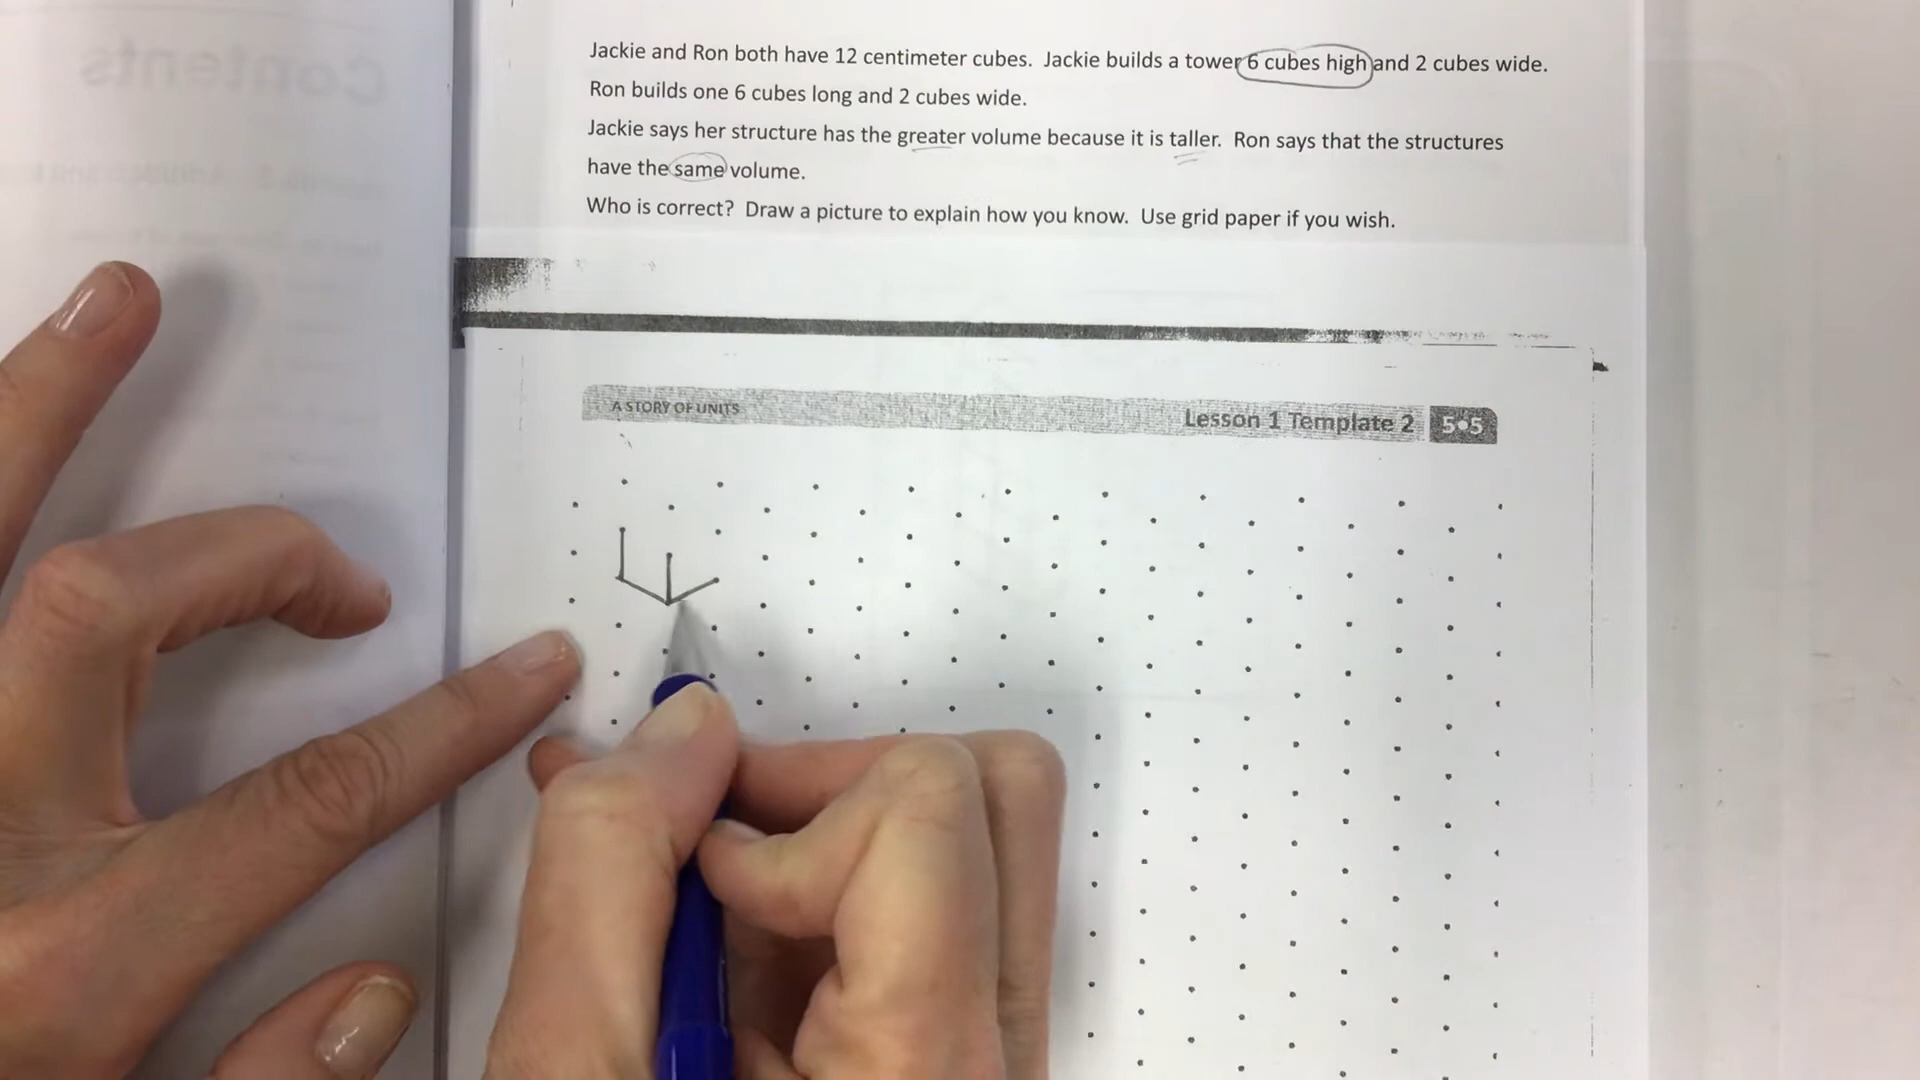 Contents
Jackie and Ron both have 12 centimeter cubes. Jackie builds a tower 6 cubes high and 2 cubes wide.
Ron builds one 6 cubes long and 2 cubes wide.
Jackie says her structure has the greater volume because it is taller. Ron says that the structures
have the same volume.
Who is correct? Draw a picture to explain how you know. Use grid paper if you wish.
A STORY OF UNITS
Lesson 1 Template 2 5•5